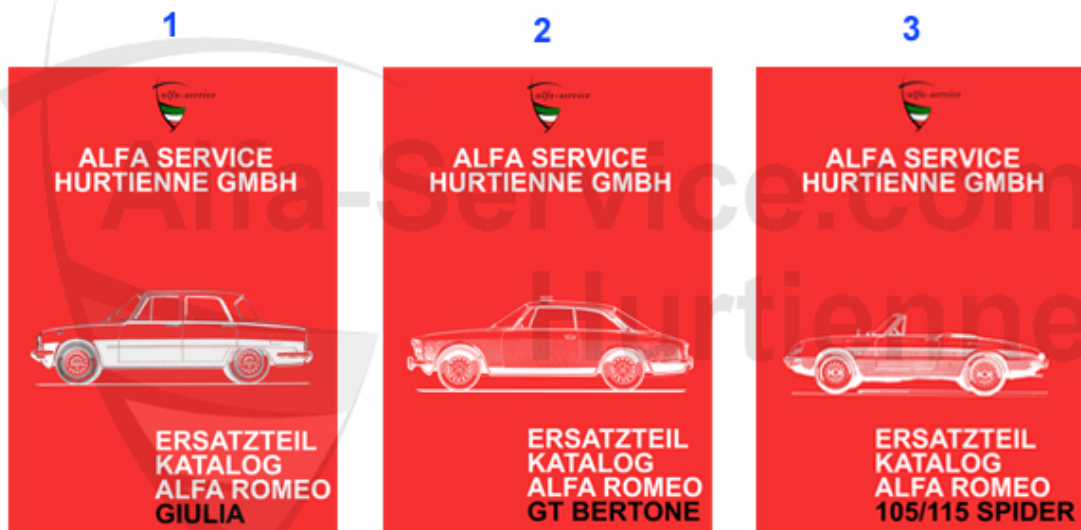 1
2
3
alfa-service
ALFA SERVICE
HURTIENNE GMBH
ERSATZTEIL
KATALOG
ALFA ROMEO
GIULIA
alfa-service
ALFA SERVICE
HURTIENNE GMBH
ERSATZTEIL
KATALOG
ALFA ROMEO
GT BERTONE
alfa-service
ALFA SERVICE
HURTIENNE GMBH
ERSATZTEIL
KATALOG
ALFA ROMEO
105/115 SPIDER
Alfa-Service.com
Hurtienne